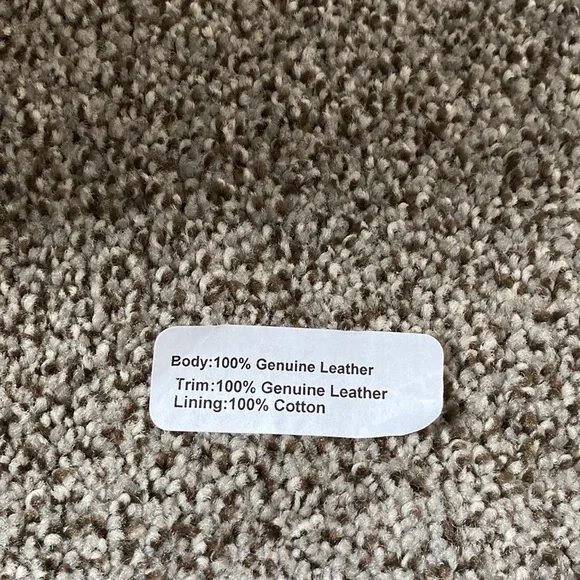 Body:100% Genuine Leather
Trim:100% Genuine Leather
Lining:100% Cotton